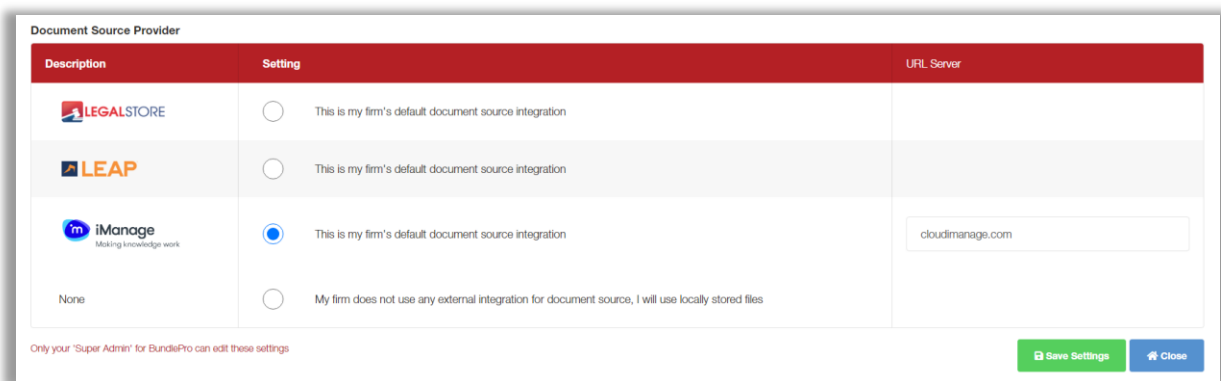 Document Source Provider
Description Setting URL Server
LEGALSTORE This is my firm's default document source integration
LEAP This is my firm's default document source integration
im iManage
Making knowledge work
This is my firm's default document source integration cloudimanage.com
None My firm does not use any external integration for document source, I will use locally stored files
Only your 'Super Admin' for BundlePro can edit these settings
Save Settings Close